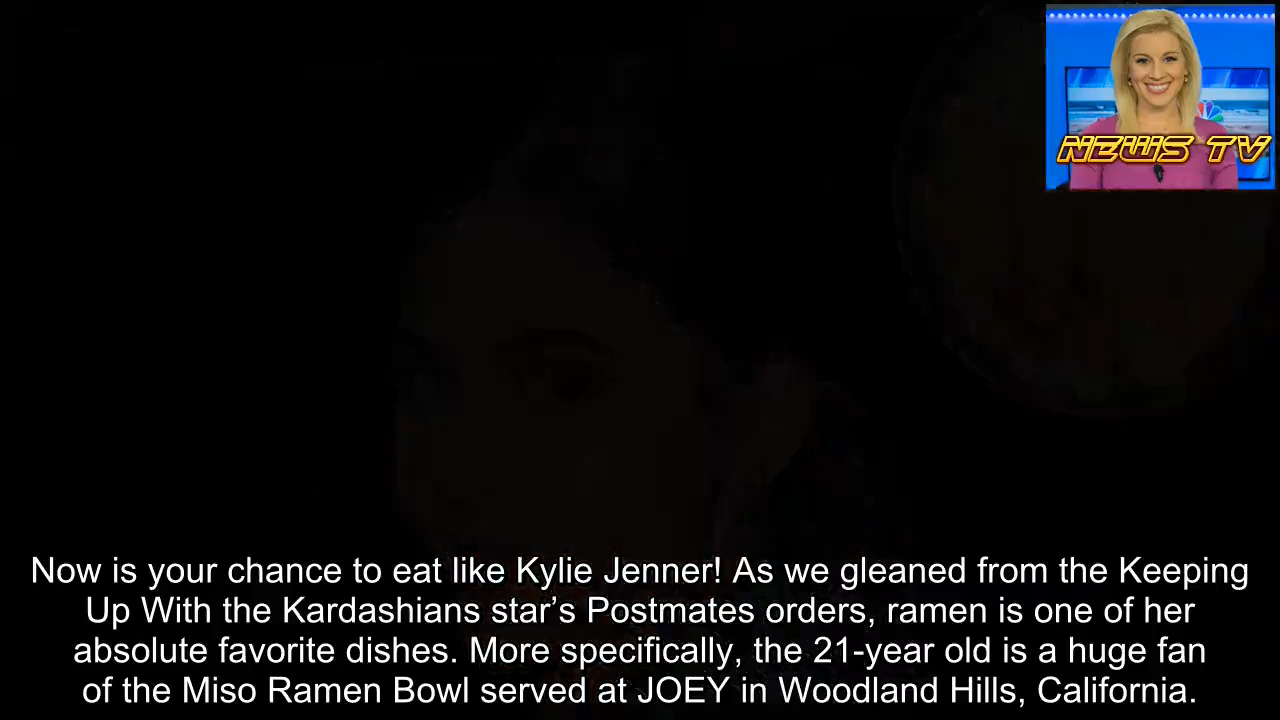 NEWS TV
Now is your chance to eat like Kylie Jenner! As we gleaned from the Keeping
Up With the Kardashians star’s Postmates orders, ramen is one of her
absolute favorite dishes. More specifically, the 21-year old is a huge fan
of the Miso Ramen Bowl served at JOEY in Woodland Hills, California.